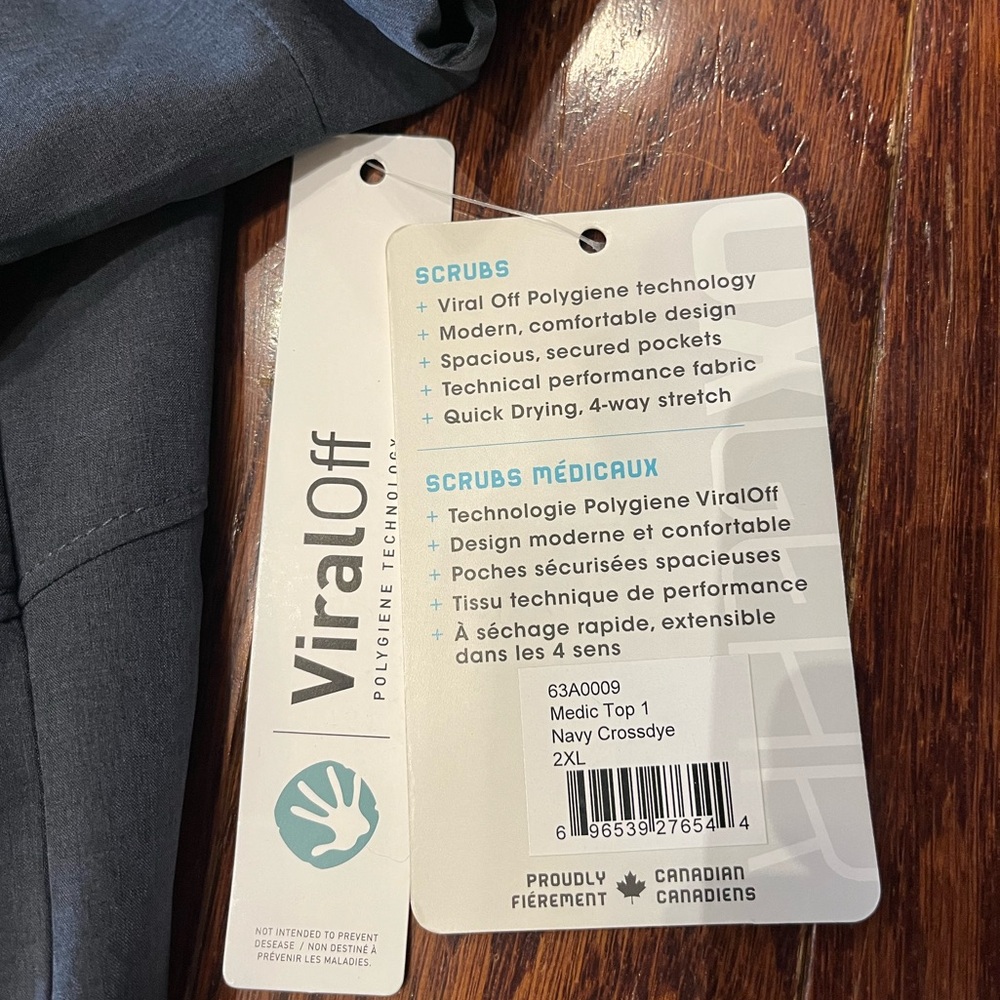 ViralOff
POLYGIENE TECHNOLOGY
NOT INTENDED TO PREVENT
DESEASE / NON DESTINÉ À
PRÉVENIR LES MALADIES.
SCRUBS
+ Viral Off Polygiene technology
+ Modern, comfortable design
+ Spacious, secured pockets
+ Technical performance fabric
+ Quick Drying, 4-way stretch
SCRUBS MÉDICAUX
+ Technologie Polygiene ViralOff
+ Design moderne et confortable
+ Poches sécurisées spacieuses
+ Tissu technique de performance
+ À séchage rapide, extensible
dans les 4 sens
63A0009
Medic Top 1
Navy Crossdye
2XL
6 96539 27654 4
PROUDLY CANADIAN
FIÉREMENT CANADIENS